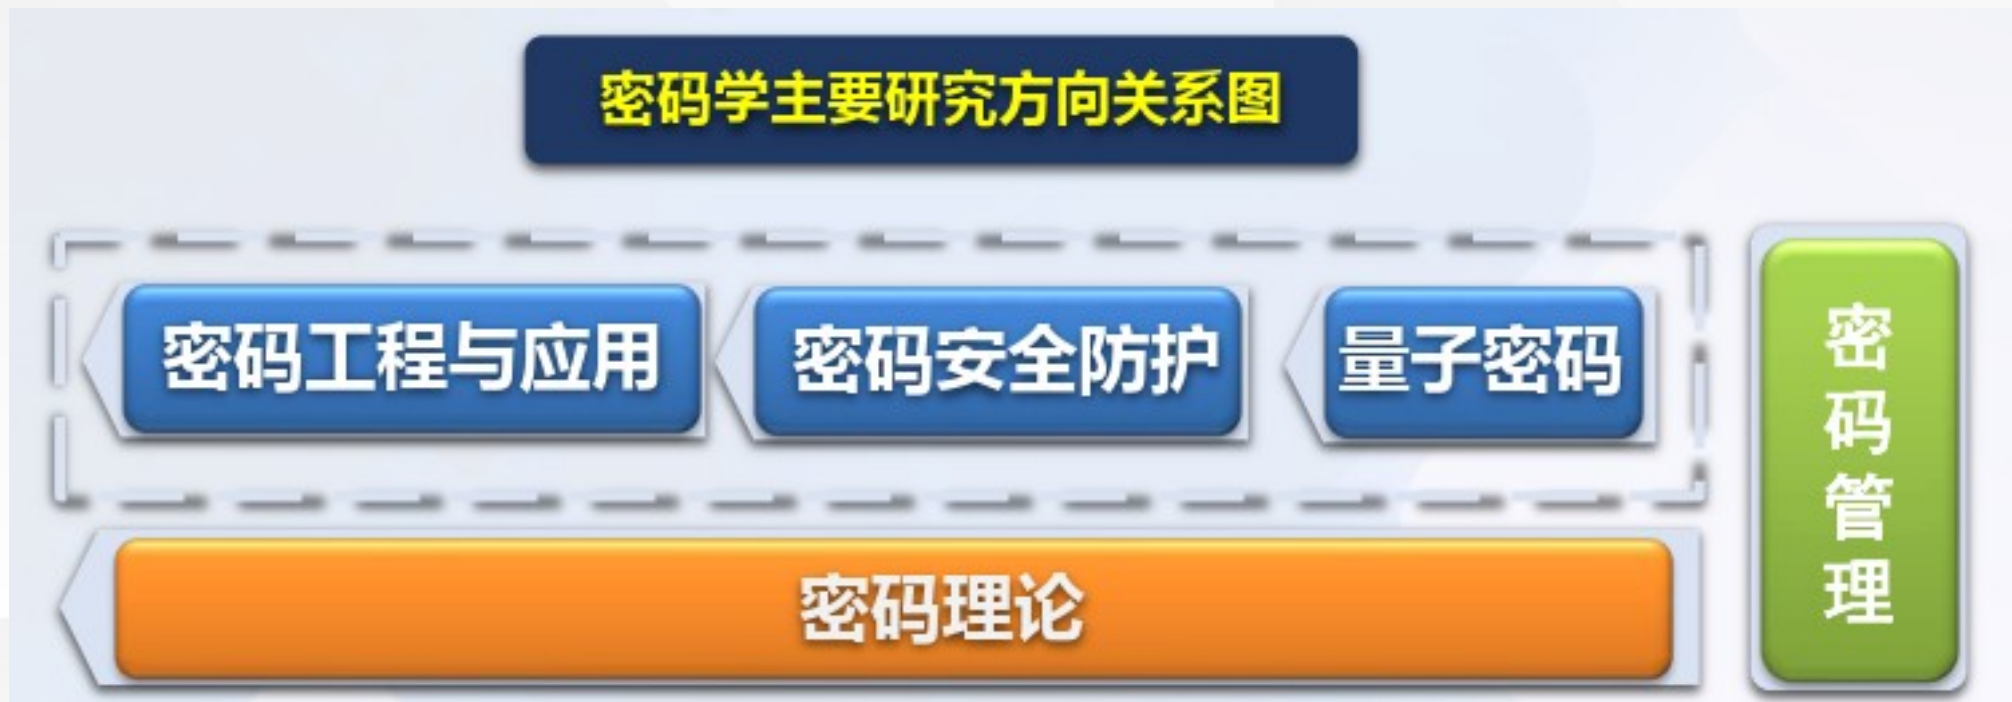 密码学主要研究方向关系图
密码工程与应用
密码安全防护
量子密码
密码管理
密码理论